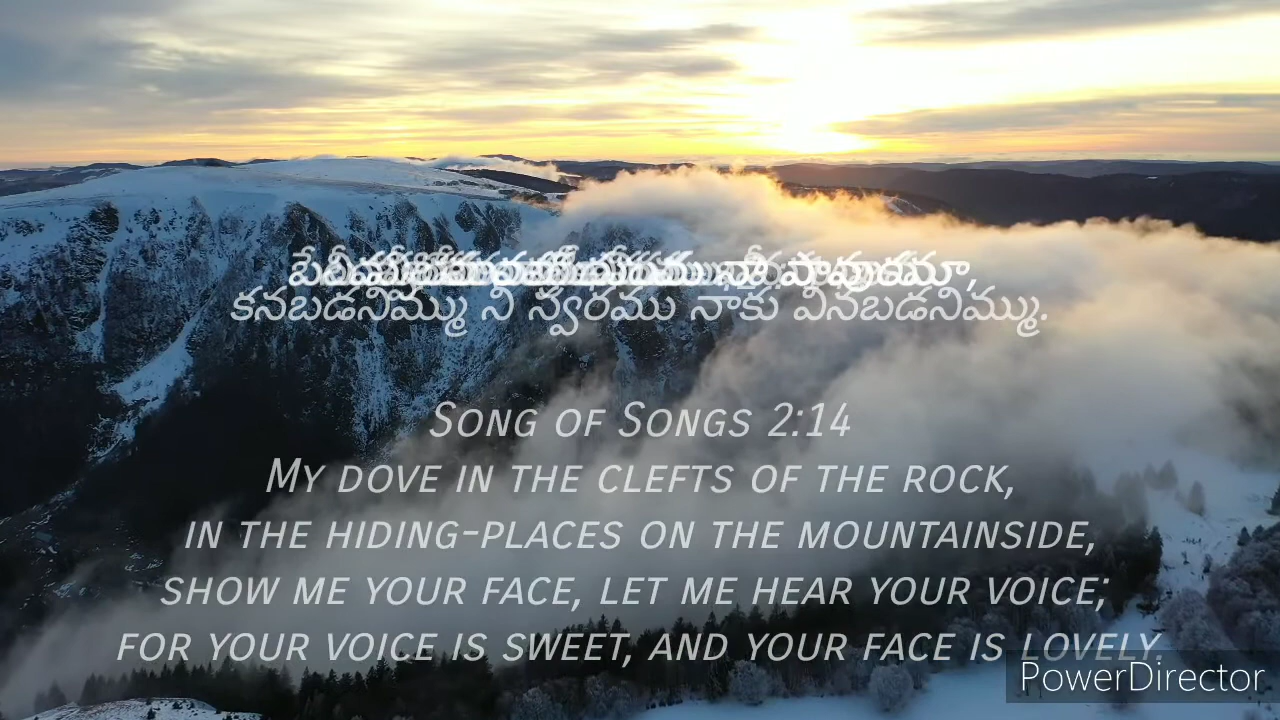 నా పావురమా,
కనబడనిమ్ము నీ స్వరము నాకు వినబడనిమ్ము.
Song of Songs 2:14
My dove in the clefts of the rock,
in the hiding-places on the mountainside,
show me your face, let me hear your voice;
for your voice is sweet, and your face is lovely.
PowerDirector